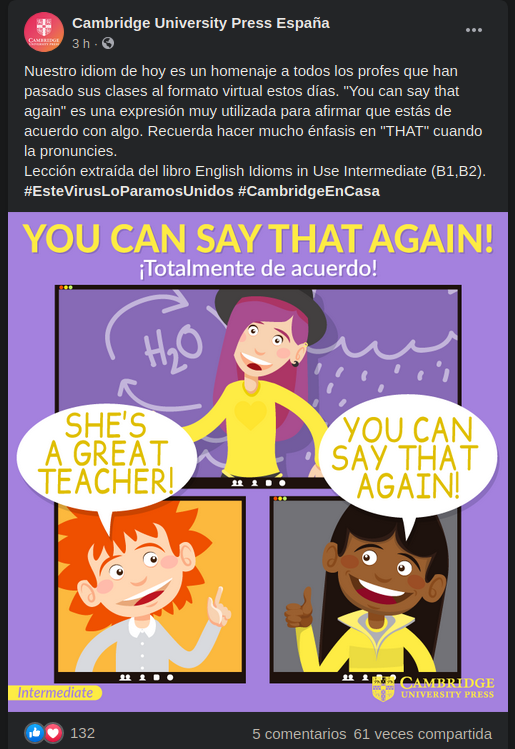 Cambridge University Press España
3 h ·
Nuestro idiom de hoy es un homenaje a todos los profes que han
pasado sus clases al formato virtual estos días. "You can say that
again" es una expresión muy utilizada para afirmar que estás de
acuerdo con algo. Recuerda hacer mucho énfasis en "THAT" cuando
la pronuncies.
Lección extraída del libro English Idioms in Use Intermediate (B1,B2).
#EsteVirusLoParamosUnidos #CambridgeEnCasa
YOU CAN SAY THAT AGAIN!
¡Totalmente de acuerdo!
H2O
SHE'S
A GREAT
TEACHER!
YOU CAN
SAY THAT
AGAIN!
Intermediate
CAMBRIDGE
UNIVERSITY PRESS
132
5 comentarios 61 veces compartida